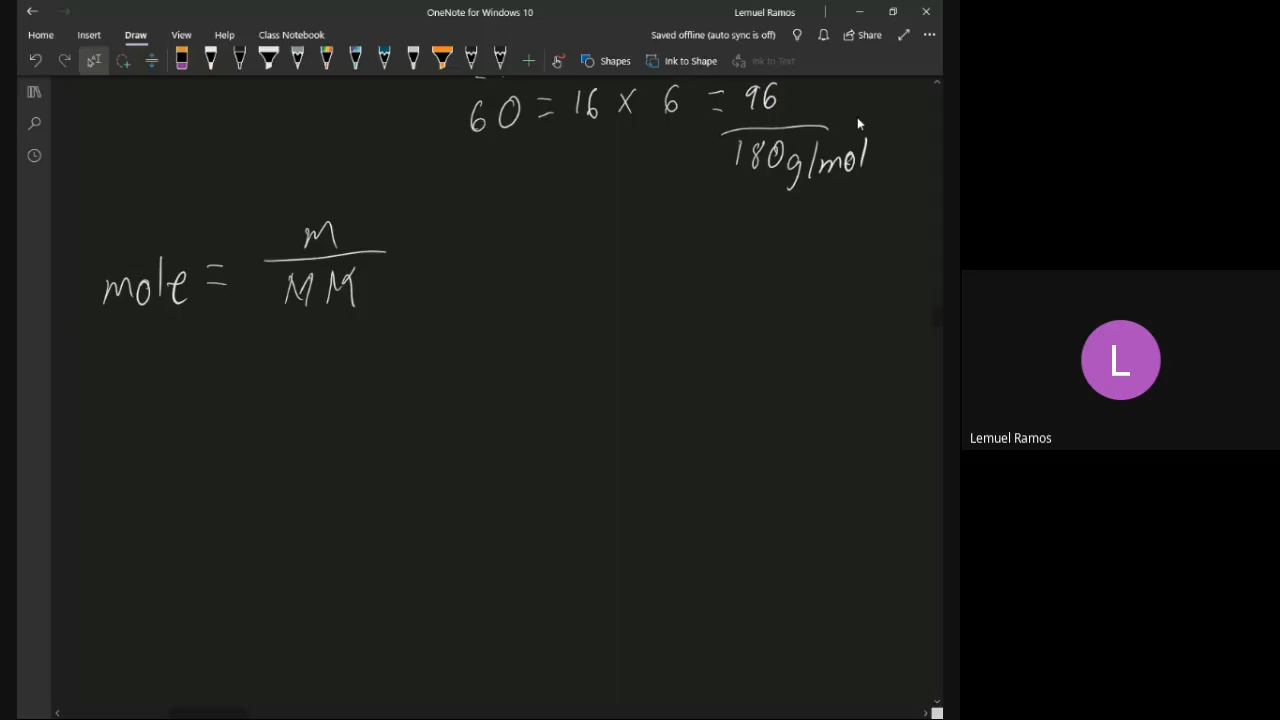 OneNote for Windows 10
Lemuel Ramos
Home Insert Draw View Help Class Notebook
Saved offline (auto sync is off) Share
Shapes Ink to Shape Ink to Text
60 = 16 x 6 = 96
180g/mol
mole = m
MM
L
Lemuel Ramos